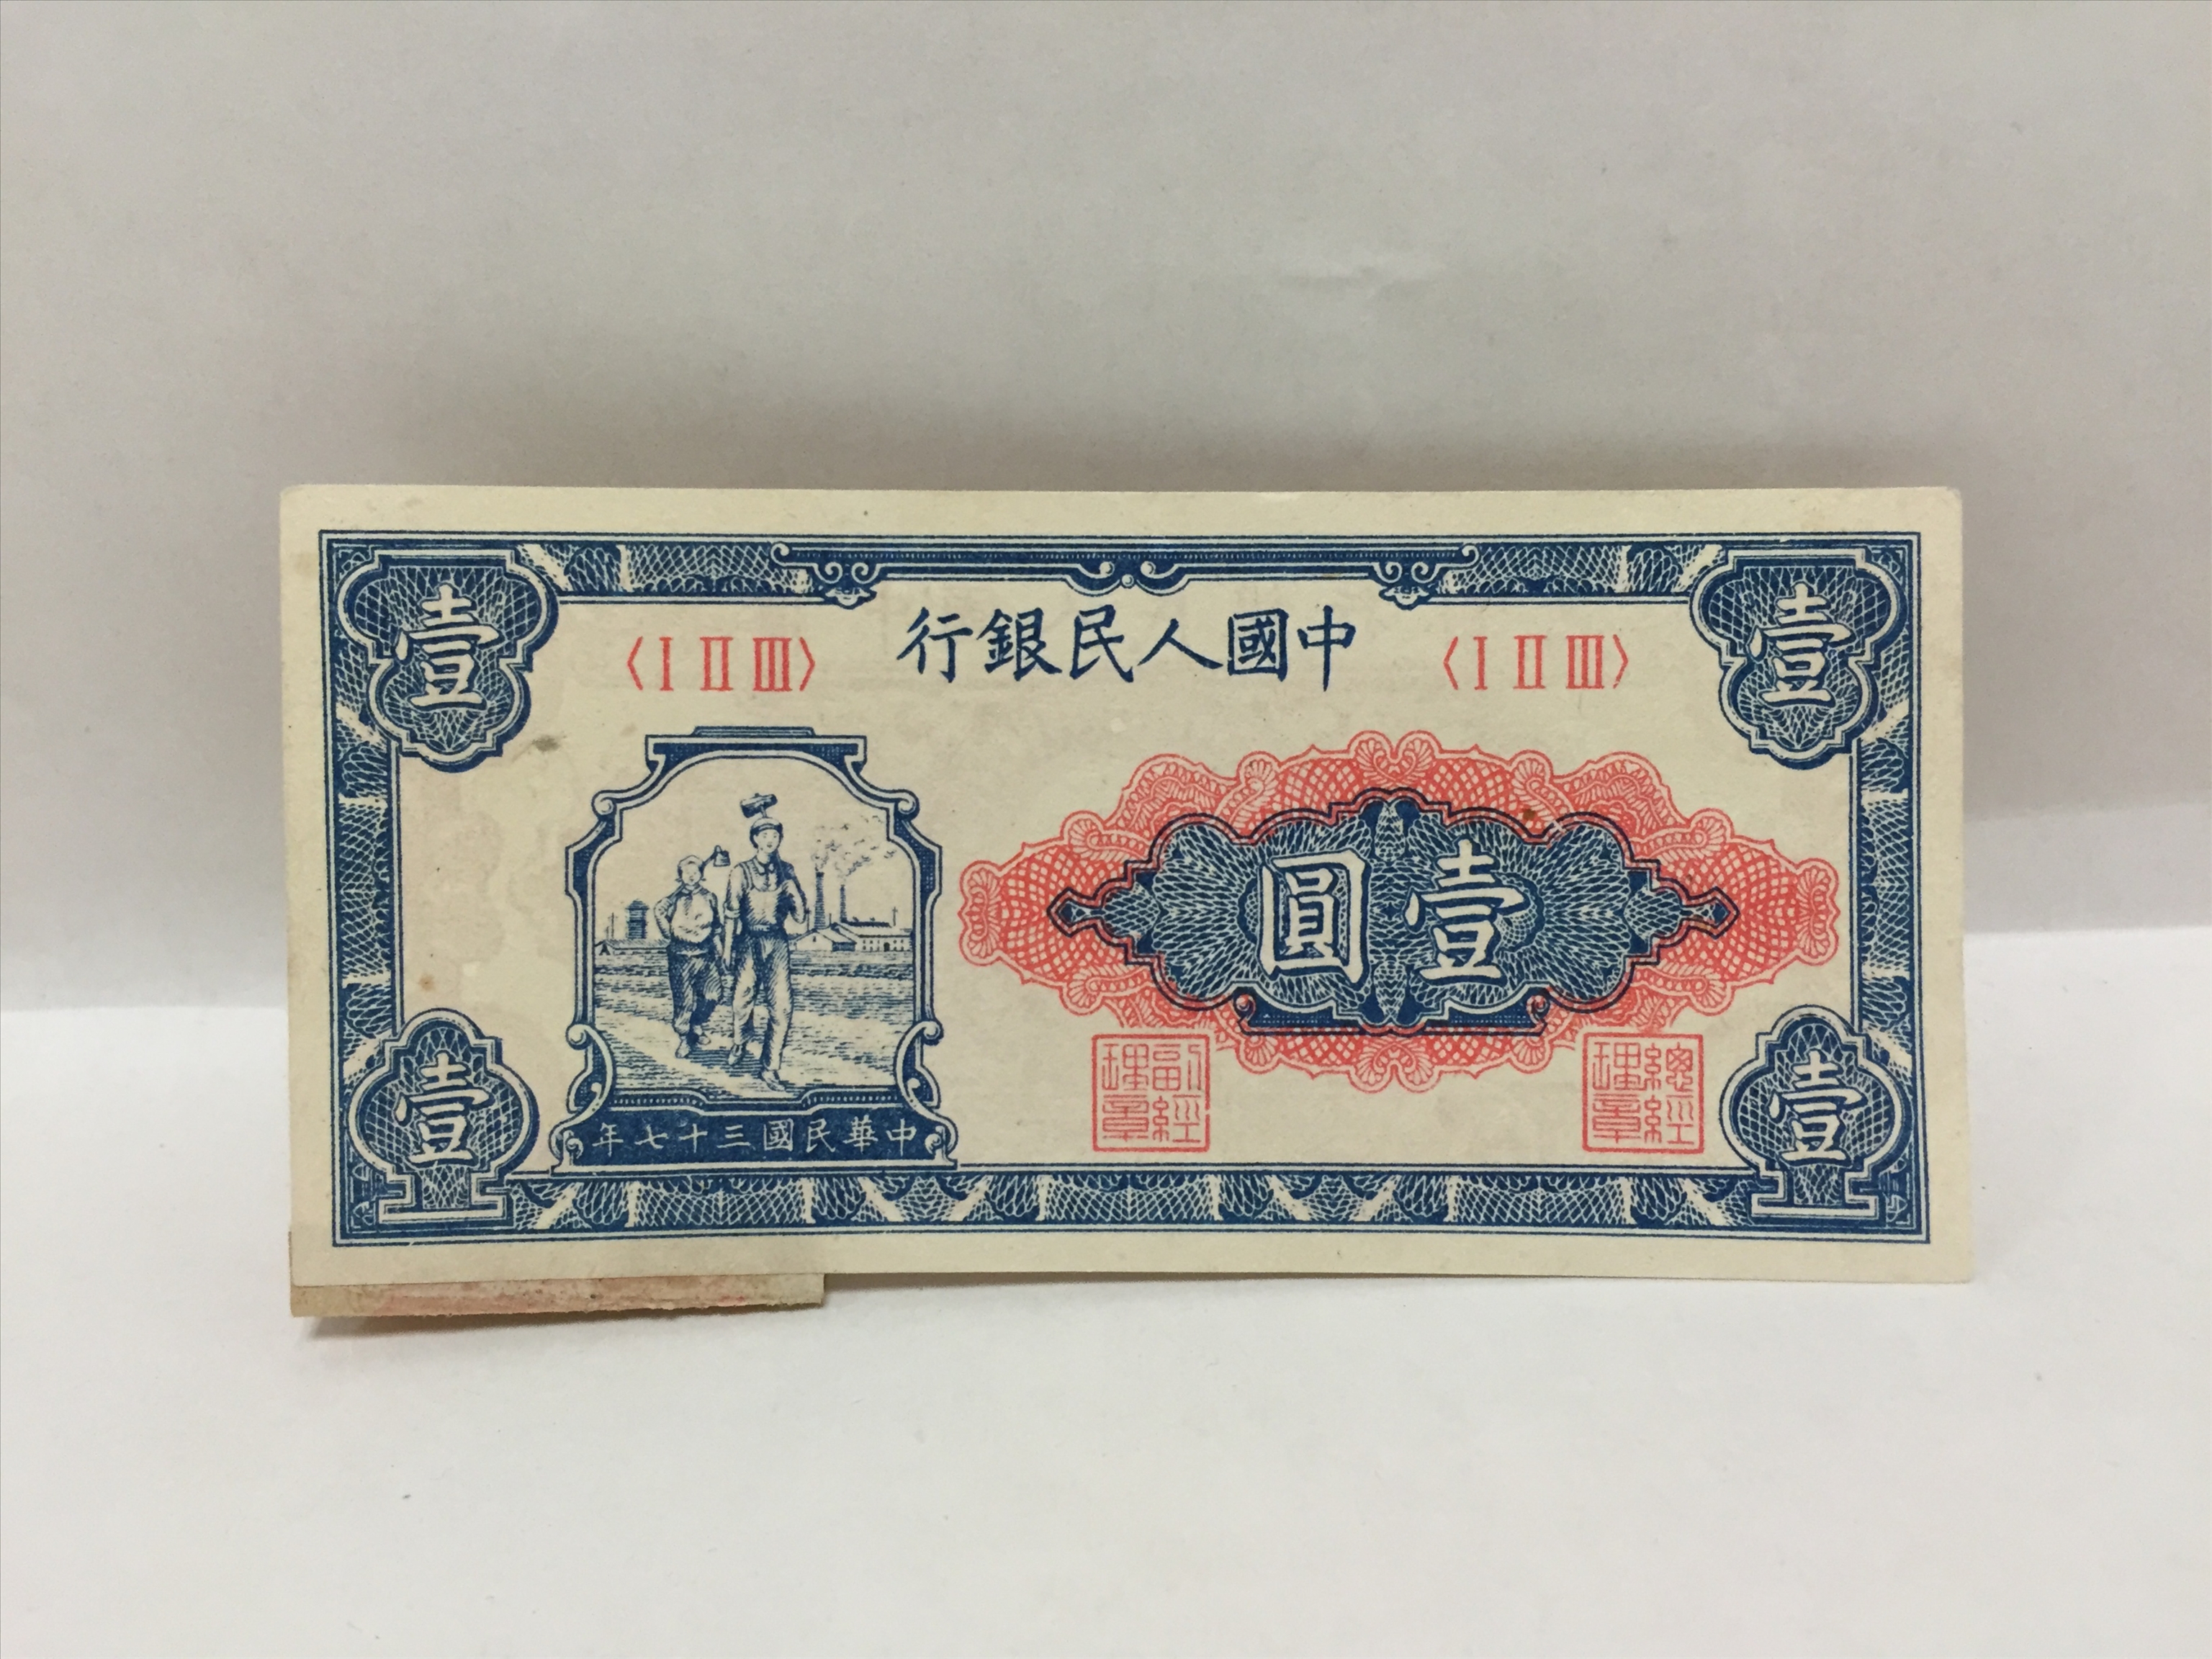 中國人民銀行
〈I II III〉
〈I II III〉
壹
壹
壹圓
總經理章
副經理章
中華民國三十七年
壹
壹